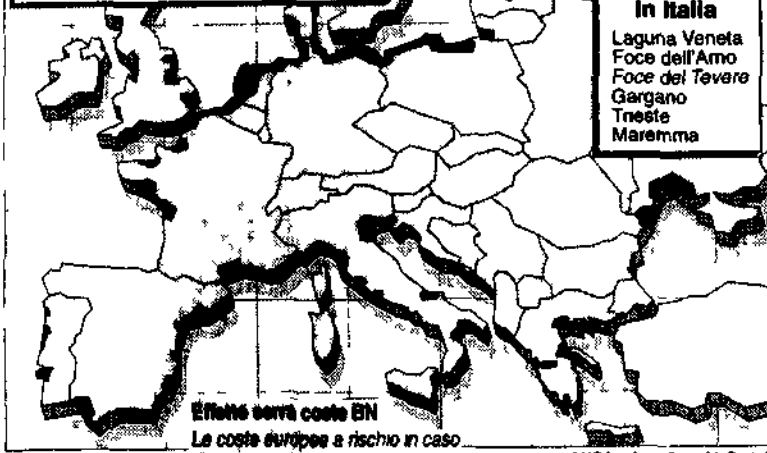 In Italia
Laguna Veneta
Foce dell'Arno
Foce del Tevere
Gargano
Trieste
Maremma
Effetto serra coste BN
Le coste europee a rischio in caso